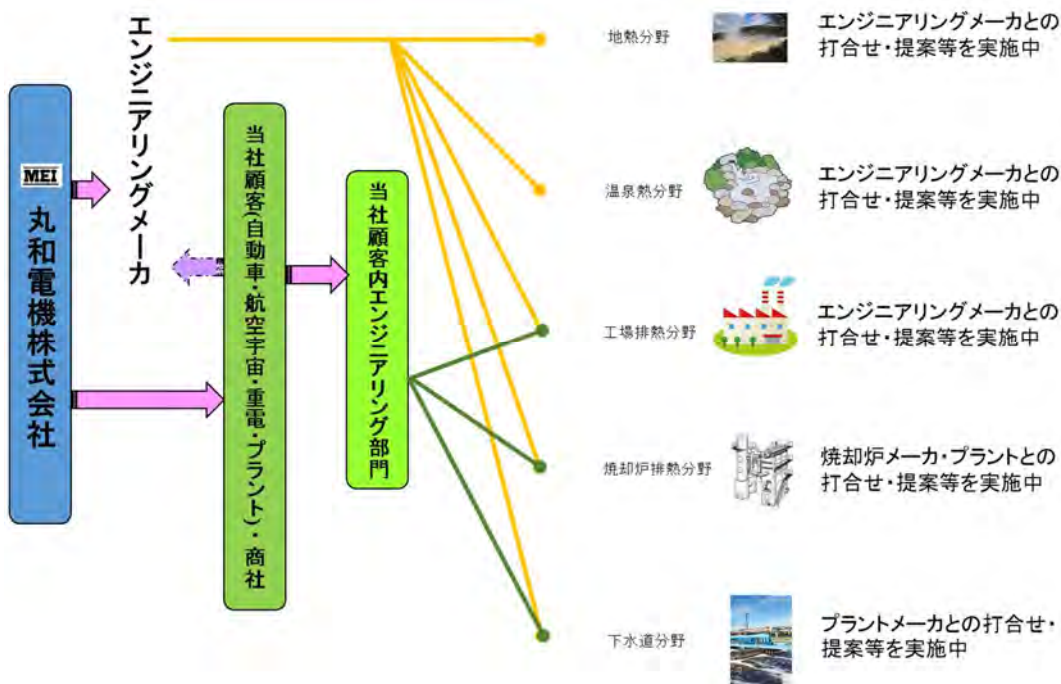 MEI
丸和電機株式会社
エンジニアリングメーカ
当社顧客(自動車・航空宇宙・重電・プラント)・商社
当社顧客内エンジニアリング部門
地熱分野
エンジニアリングメーカとの
打合せ・提案等を実施中
温泉熱分野
エンジニアリングメーカとの
打合せ・提案等を実施中
工場排熱分野
エンジニアリングメーカとの
打合せ・提案等を実施中
焼却炉排熱分野
焼却炉メーカ・プラントとの
打合せ・提案等を実施中
下水道分野
プラントメーカとの打合せ・
提案等を実施中